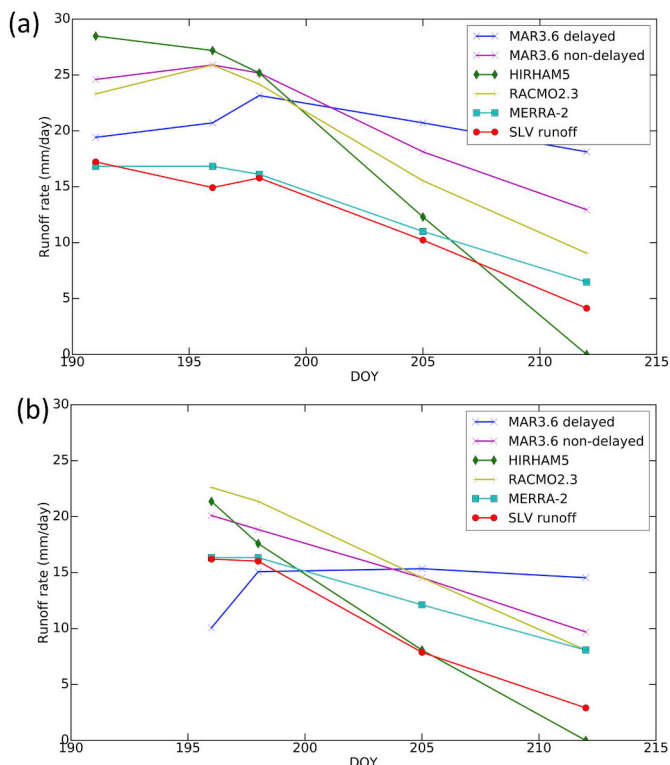 (a)
30
25
20
15
10
5
0
Runoff rate (mm/day)
MAR3.6 delayed
MAR3.6 non-delayed
HIRHAM5
RACMO2.3
MERRA-2
SLV runoff
190 195 200 205 210 215
DOY
(b)
30
25
20
15
10
5
0
Runoff rate (mm/day)
MAR3.6 delayed
MAR3.6 non-delayed
HIRHAM5
RACMO2.3
MERRA-2
SLV runoff
190 195 200 205 210 215
DOY